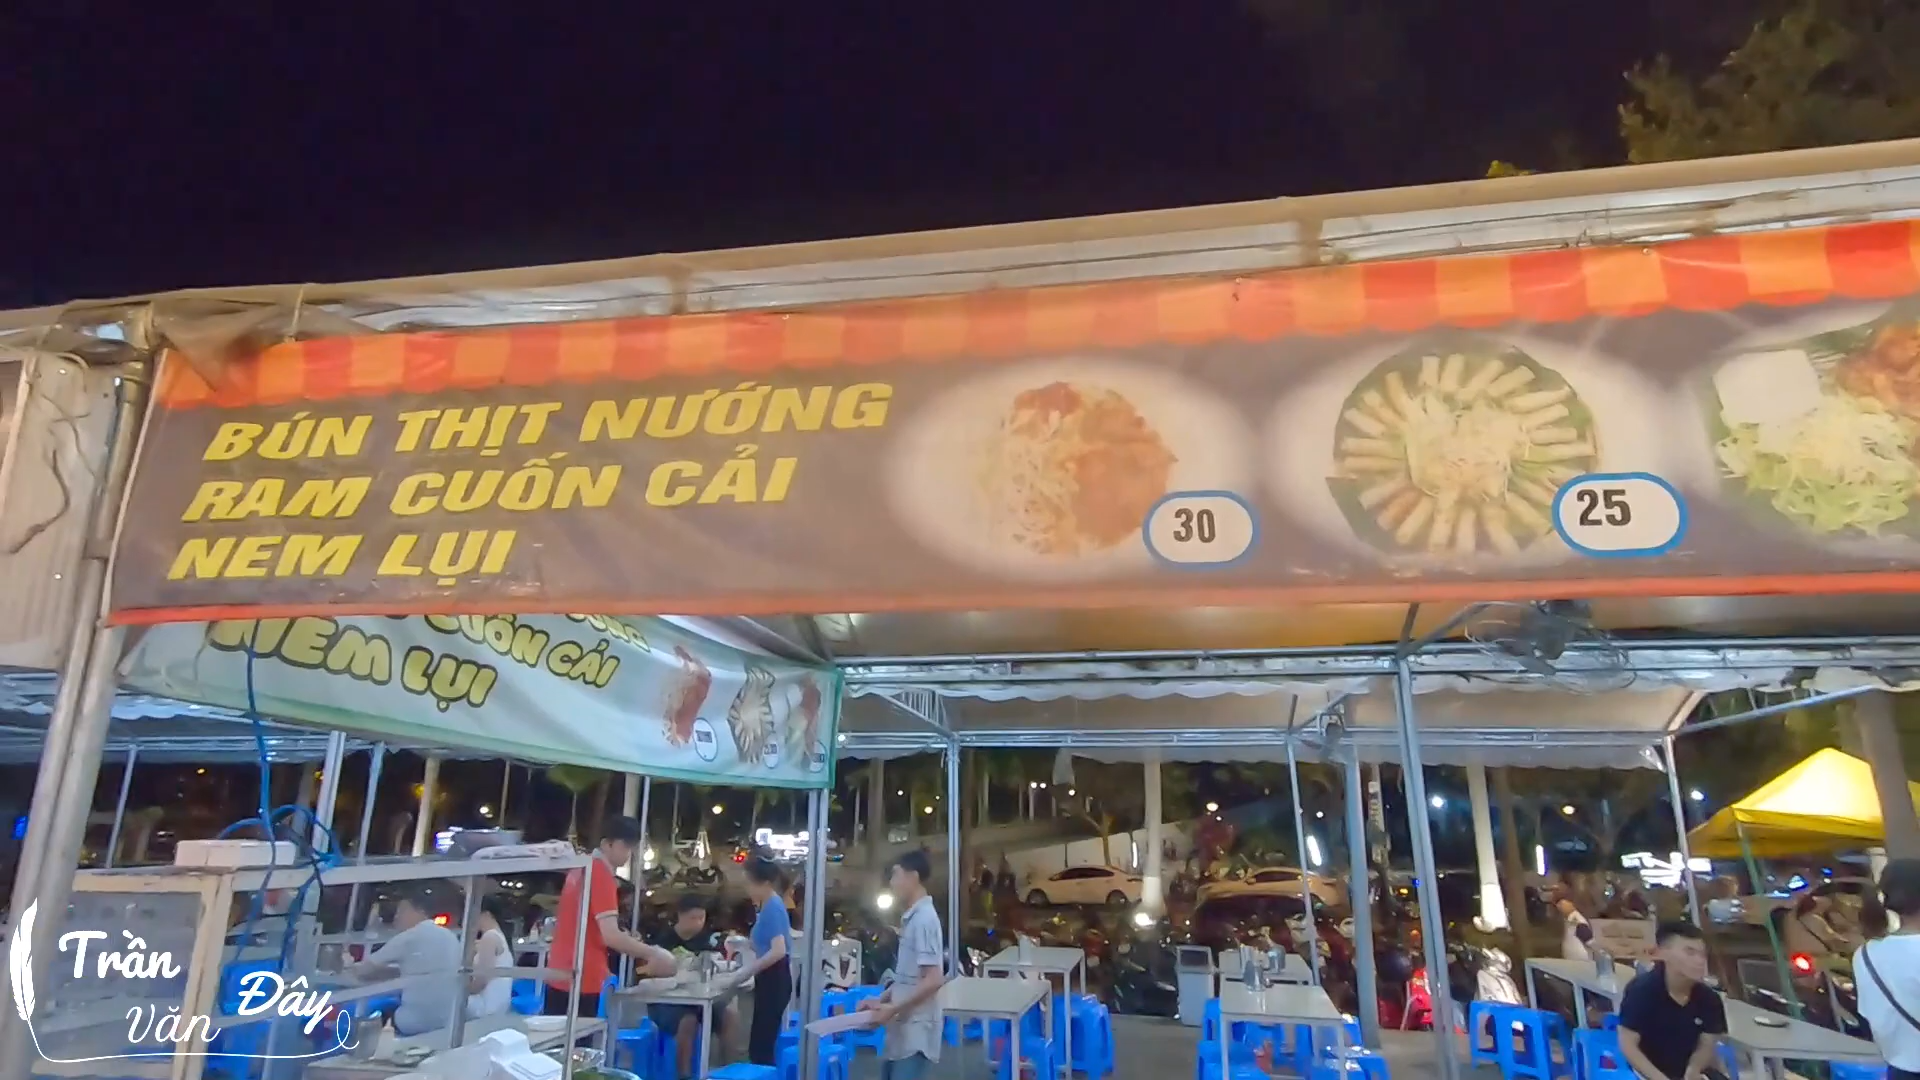 BÚN THỊT NƯỚNG
RAM CUỐN CẢI
NEM LỤI
30
25
CUỐN CẢI
NEM LỤI
Trần
Văn
Đây